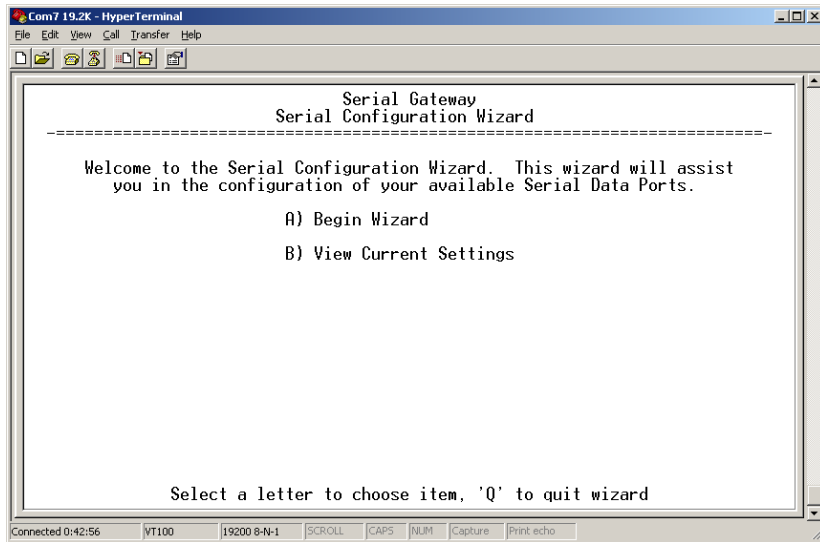 Com7 19.2K - HyperTerminal
File Edit View Call Transfer Help
Serial Gateway
Serial Configuration Wizard
-==========================================================================-
Welcome to the Serial Configuration Wizard. This wizard will assist
you in the configuration of your available Serial Data Ports.
A) Begin Wizard
B) View Current Settings
Select a letter to choose item, 'Q' to quit wizard
Connected 0:42:56 VT100 19200 8-N-1 SCROLL CAPS NUM Capture Print echo